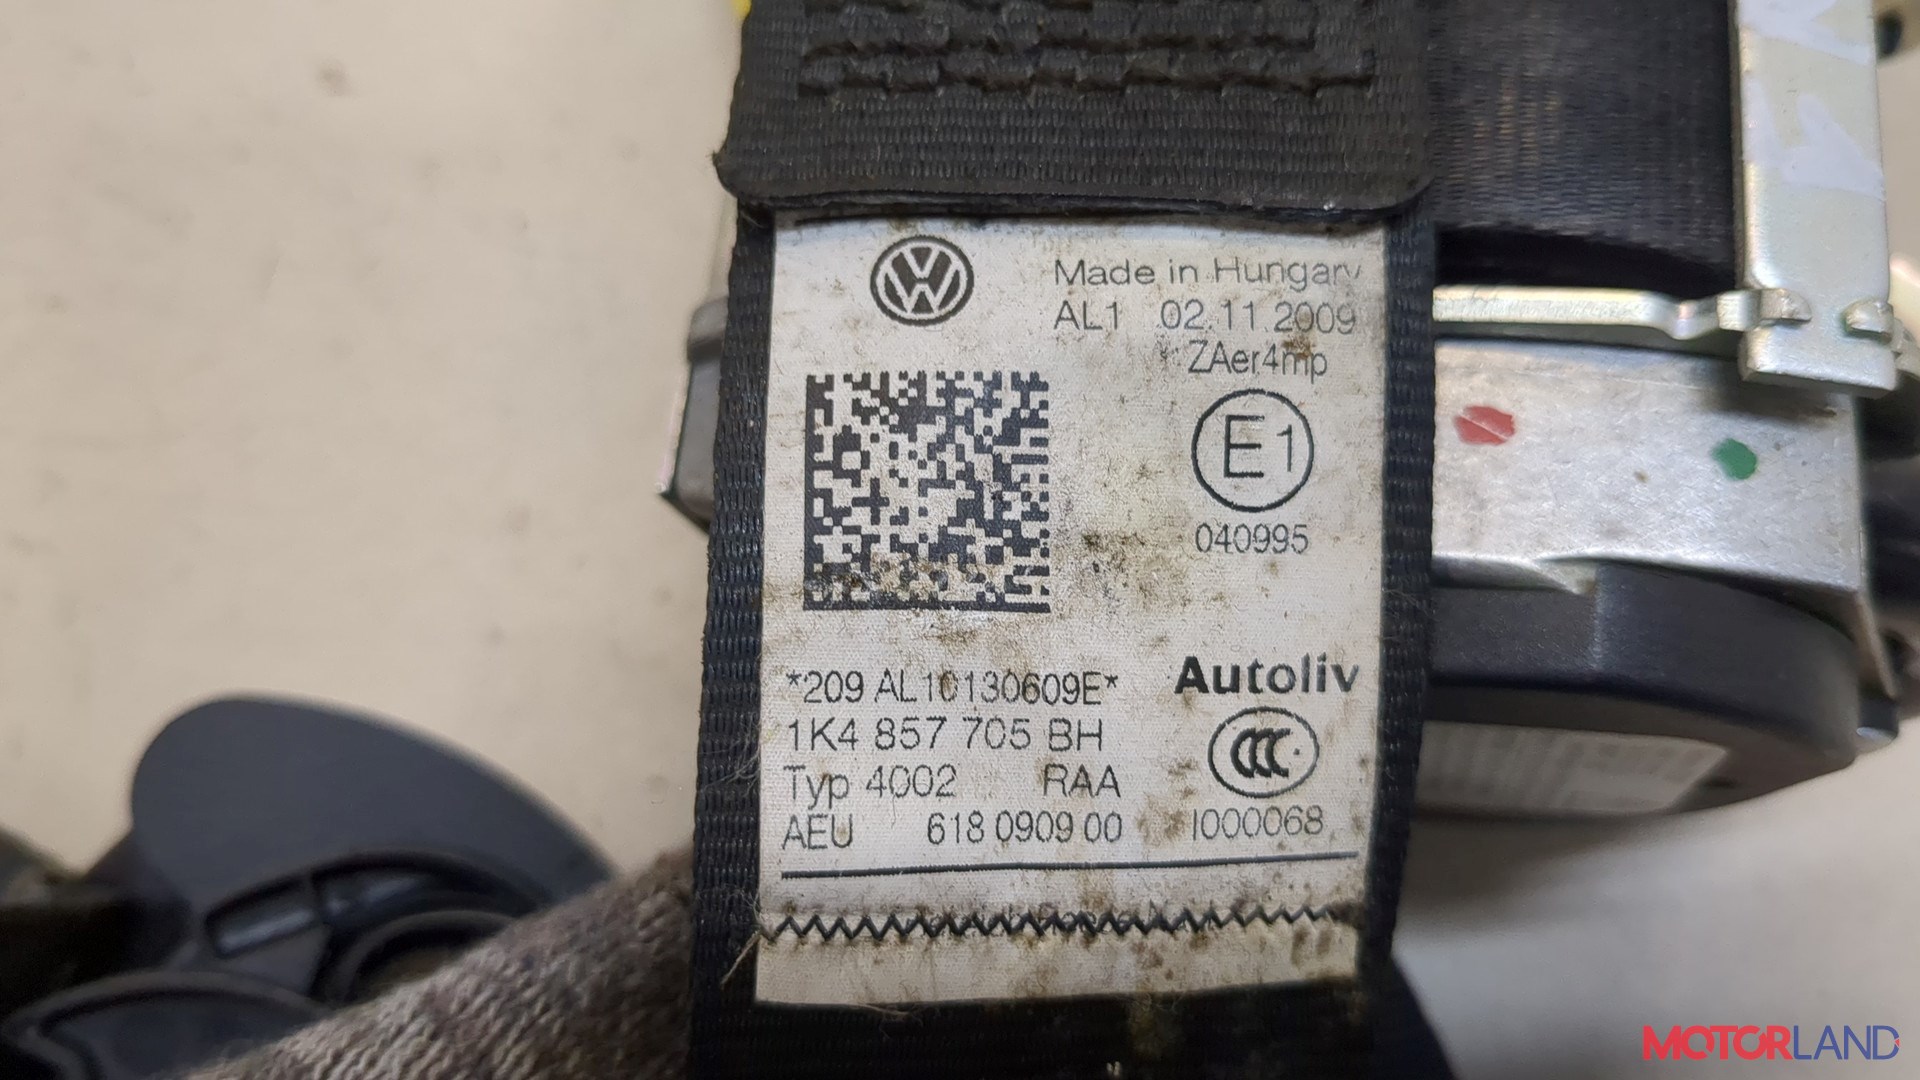 Made in Hungary
AL1 02.11.2009
ZAer4mp
E1
040995
*209 AL10130609E*
Autoliv
1K4 857 705 BH
CCC
Typ 4002 RAA
AEU 618 0909 00 I000068
MOTORLAND